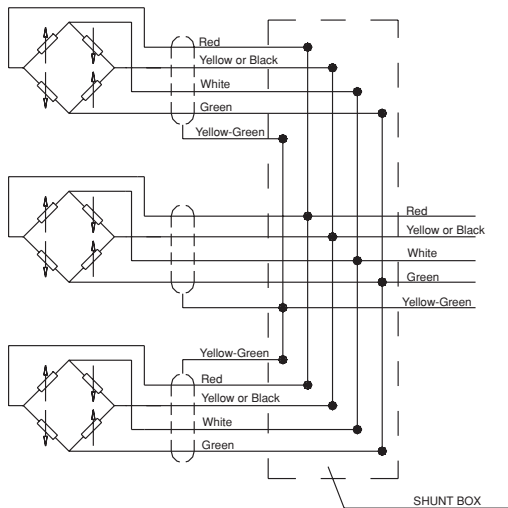 Red
Yellow or Black
White
Green
Yellow-Green
Red
Yellow or Black
White
Green
Yellow-Green
Yellow-Green
Red
Yellow or Black
White
Green
SHUNT BOX